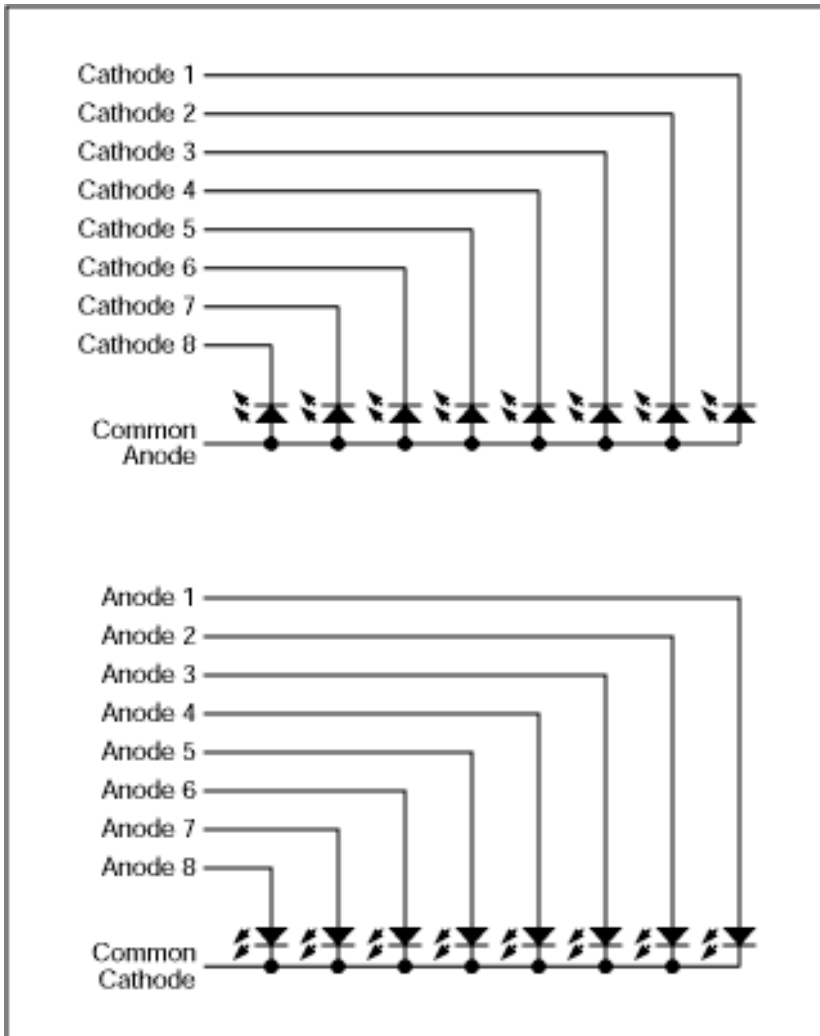 Cathode 1
Cathode 2
Cathode 3
Cathode 4
Cathode 5
Cathode 6
Cathode 7
Cathode 8
Common
Anode
Anode 1
Anode 2
Anode 3
Anode 4
Anode 5
Anode 6
Anode 7
Anode 8
Common
Cathode